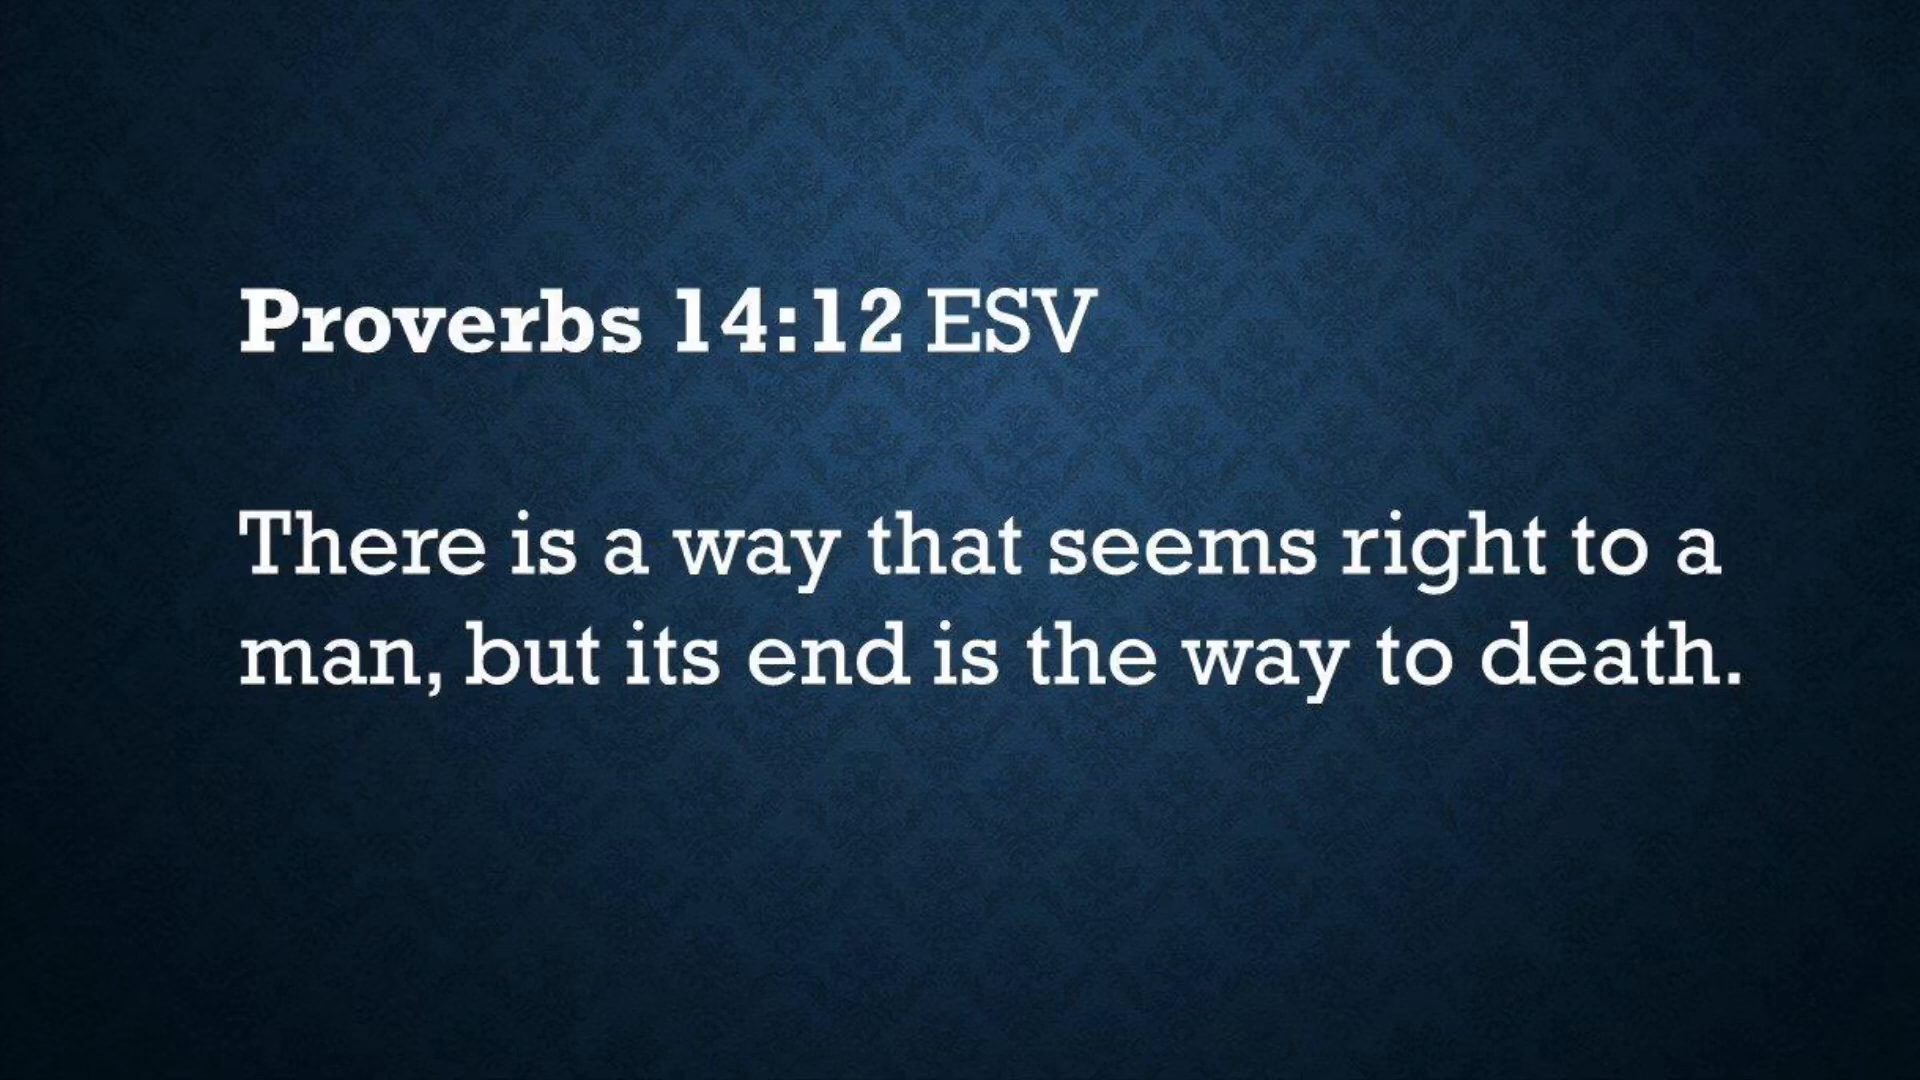 Proverbs 14:12 ESV
There is a way that seems right to a
man, but its end is the way to death.